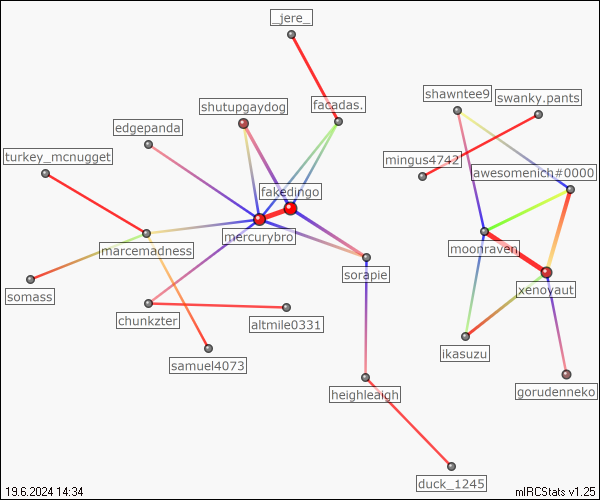 _jere_
shawntee9
swanky.pants
shutupgaydog
facadas.
edgepanda
turkey_mcnugget
mingus4742
awesomenich#0000
fakedingo
mercurybro
marcemadness
moonraven
sorapie
xenoyaut
somass
chunkzter
altmile0331
ikasuzu
samuel4073
heighleaigh
gorudenneko
duck_1245
19.6.2024 14:34
mIRCStats v1.25